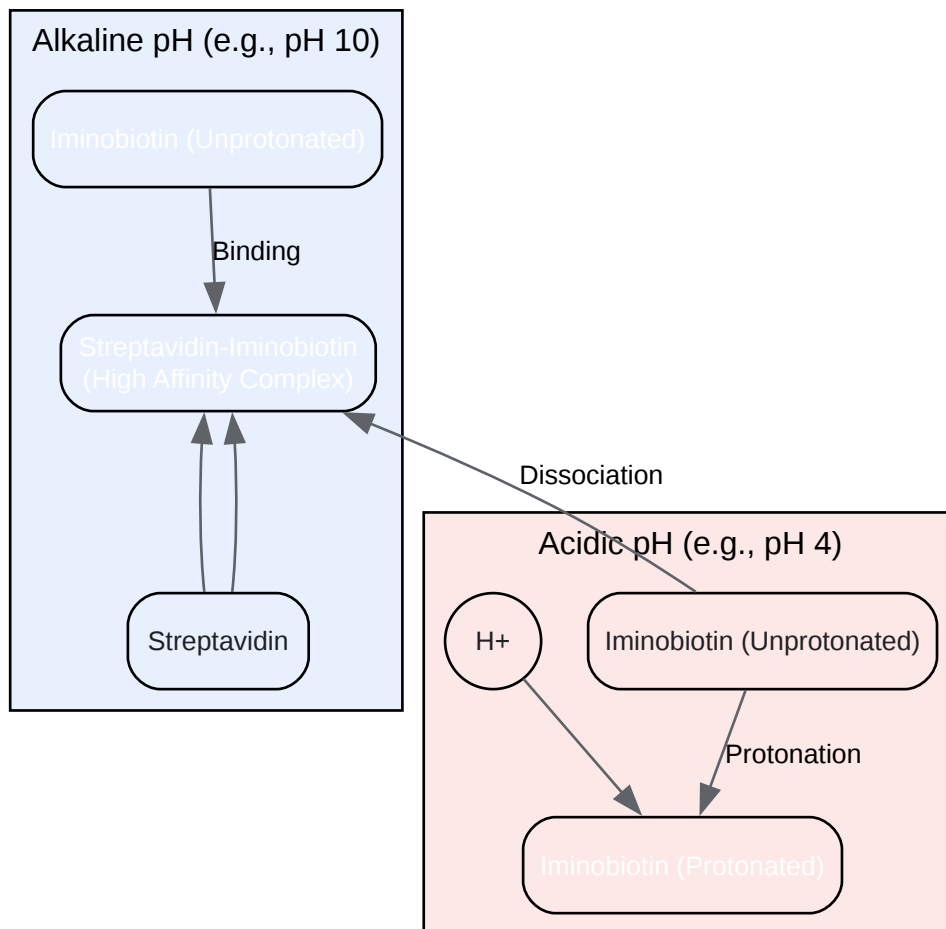 Alkaline pH (e.g., pH 10)
Iminobiotin (Unprotonated)
Binding
Streptavidin-Iminobiotin
(High Affinity Complex)
Dissociation
Acidic pH (e.g., pH 4)
Streptavidin
H+
Iminobiotin (Unprotonated)
Protonation
Iminobiotin (Protonated)